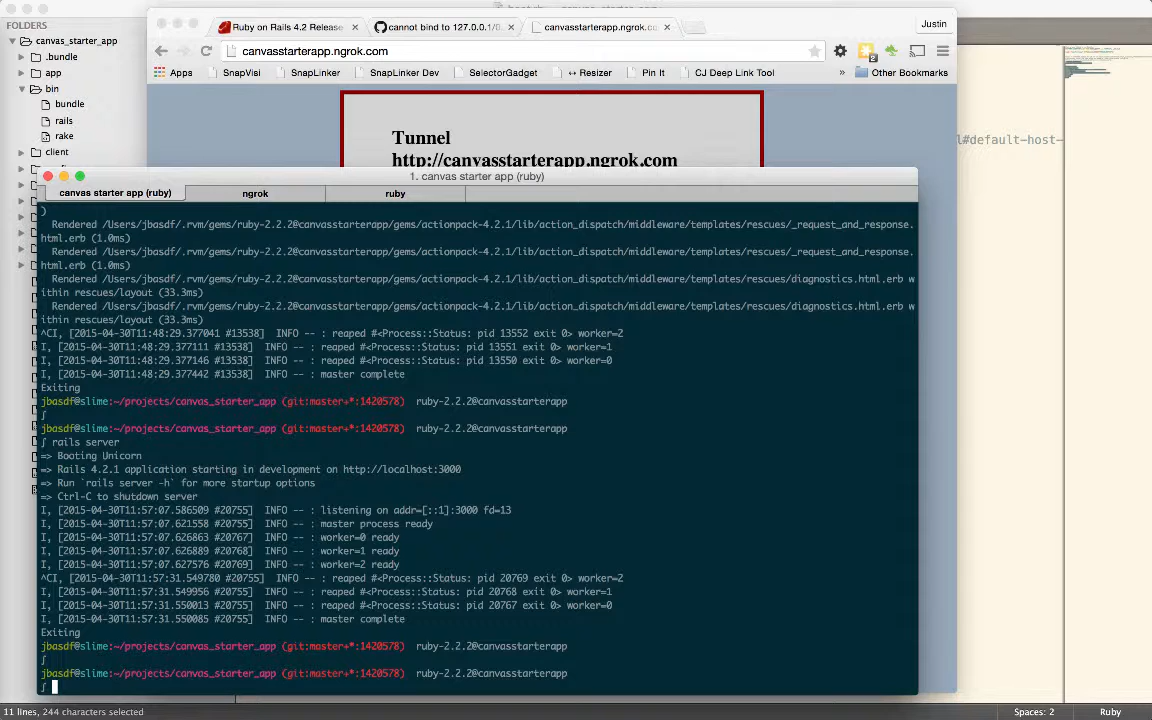 FOLDERS
canvas_starter_app
.bundle
app
bin
bundle
rails
rake
client
Ruby on Rails 4.2 Release
cannot bind to 127.0.0.1/0.
canvasstarterapp.ngrok.co
Justin
canvasstarterapp.ngrok.com
Apps
SnapVisi
SnapLinker
SnapLinker Dev
SelectorGadget
↔ Resizer
Pin It
CJ Deep Link Tool
»
Other Bookmarks
l#default-host-
Tunnel
http://canvasstarterapp.ngrok.com
1. canvas starter app (ruby)
canvas starter app (ruby)
ngrok
ruby
)
Rendered /Users/jbasdf/.rvm/gems/ruby-2.2.2@canvasstarterapp/gems/actionpack-4.2.1/lib/action_dispatch/middleware/templates/rescues/_request_and_response.
html.erb (1.0ms)
Rendered /Users/jbasdf/.rvm/gems/ruby-2.2.2@canvasstarterapp/gems/actionpack-4.2.1/lib/action_dispatch/middleware/templates/rescues/_request_and_response.
html.erb (1.0ms)
Rendered /Users/jbasdf/.rvm/gems/ruby-2.2.2@canvasstarterapp/gems/actionpack-4.2.1/lib/action_dispatch/middleware/templates/rescues/diagnostics.html.erb w
ithin rescues/layout (33.3ms)
Rendered /Users/jbasdf/.rvm/gems/ruby-2.2.2@canvasstarterapp/gems/actionpack-4.2.1/lib/action_dispatch/middleware/templates/rescues/diagnostics.html.erb w
ithin rescues/layout (33.3ms)
^CI, [2015-04-30T11:48:29.377041 #13538]  INFO -- : reaped #<Process::Status: pid 13552 exit 0> worker=2
I, [2015-04-30T11:48:29.377111 #13538]  INFO -- : reaped #<Process::Status: pid 13551 exit 0> worker=1
I, [2015-04-30T11:48:29.377146 #13538]  INFO -- : reaped #<Process::Status: pid 13550 exit 0> worker=0
I, [2015-04-30T11:48:29.377442 #13538]  INFO -- : master complete
Exiting
jbasdf@slime:~/projects/canvas_starter_app (git:master+*:1420578)  ruby-2.2.2@canvasstarterapp
∫
jbasdf@slime:~/projects/canvas_starter_app (git:master+*:1420578)  ruby-2.2.2@canvasstarterapp
∫ rails server
=> Booting Unicorn
=> Rails 4.2.1 application starting in development on http://localhost:3000
=> Run `rails server -h` for more startup options
=> Ctrl-C to shutdown server
I, [2015-04-30T11:57:07.586509 #20755]  INFO -- : listening on addr=[::1]:3000 fd=13
I, [2015-04-30T11:57:07.621558 #20755]  INFO -- : master process ready
I, [2015-04-30T11:57:07.626863 #20767]  INFO -- : worker=0 ready
I, [2015-04-30T11:57:07.626889 #20768]  INFO -- : worker=1 ready
I, [2015-04-30T11:57:07.627576 #20769]  INFO -- : worker=2 ready
^CI, [2015-04-30T11:57:31.549780 #20755]  INFO -- : reaped #<Process::Status: pid 20769 exit 0> worker=2
I, [2015-04-30T11:57:31.549956 #20755]  INFO -- : reaped #<Process::Status: pid 20768 exit 0> worker=1
I, [2015-04-30T11:57:31.550013 #20755]  INFO -- : reaped #<Process::Status: pid 20767 exit 0> worker=0
I, [2015-04-30T11:57:31.550085 #20755]  INFO -- : master complete
Exiting
jbasdf@slime:~/projects/canvas_starter_app (git:master+*:1420578)  ruby-2.2.2@canvasstarterapp
∫
jbasdf@slime:~/projects/canvas_starter_app (git:master+*:1420578)  ruby-2.2.2@canvasstarterapp
∫
11 lines, 244 characters selected
Spaces: 2
Ruby